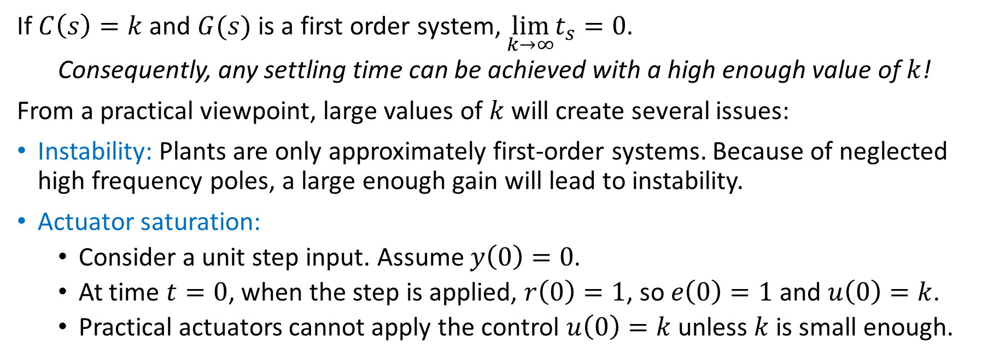 If C(s) = k and G(s) is a first order system, lim t_s = 0.
k→∞
Consequently, any settling time can be achieved with a high enough value of k!
From a practical viewpoint, large values of k will create several issues:
• Instability: Plants are only approximately first-order systems. Because of neglected
high frequency poles, a large enough gain will lead to instability.
• Actuator saturation:
• Consider a unit step input. Assume y(0) = 0.
• At time t = 0, when the step is applied, r(0) = 1, so e(0) = 1 and u(0) = k.
• Practical actuators cannot apply the control u(0) = k unless k is small enough.